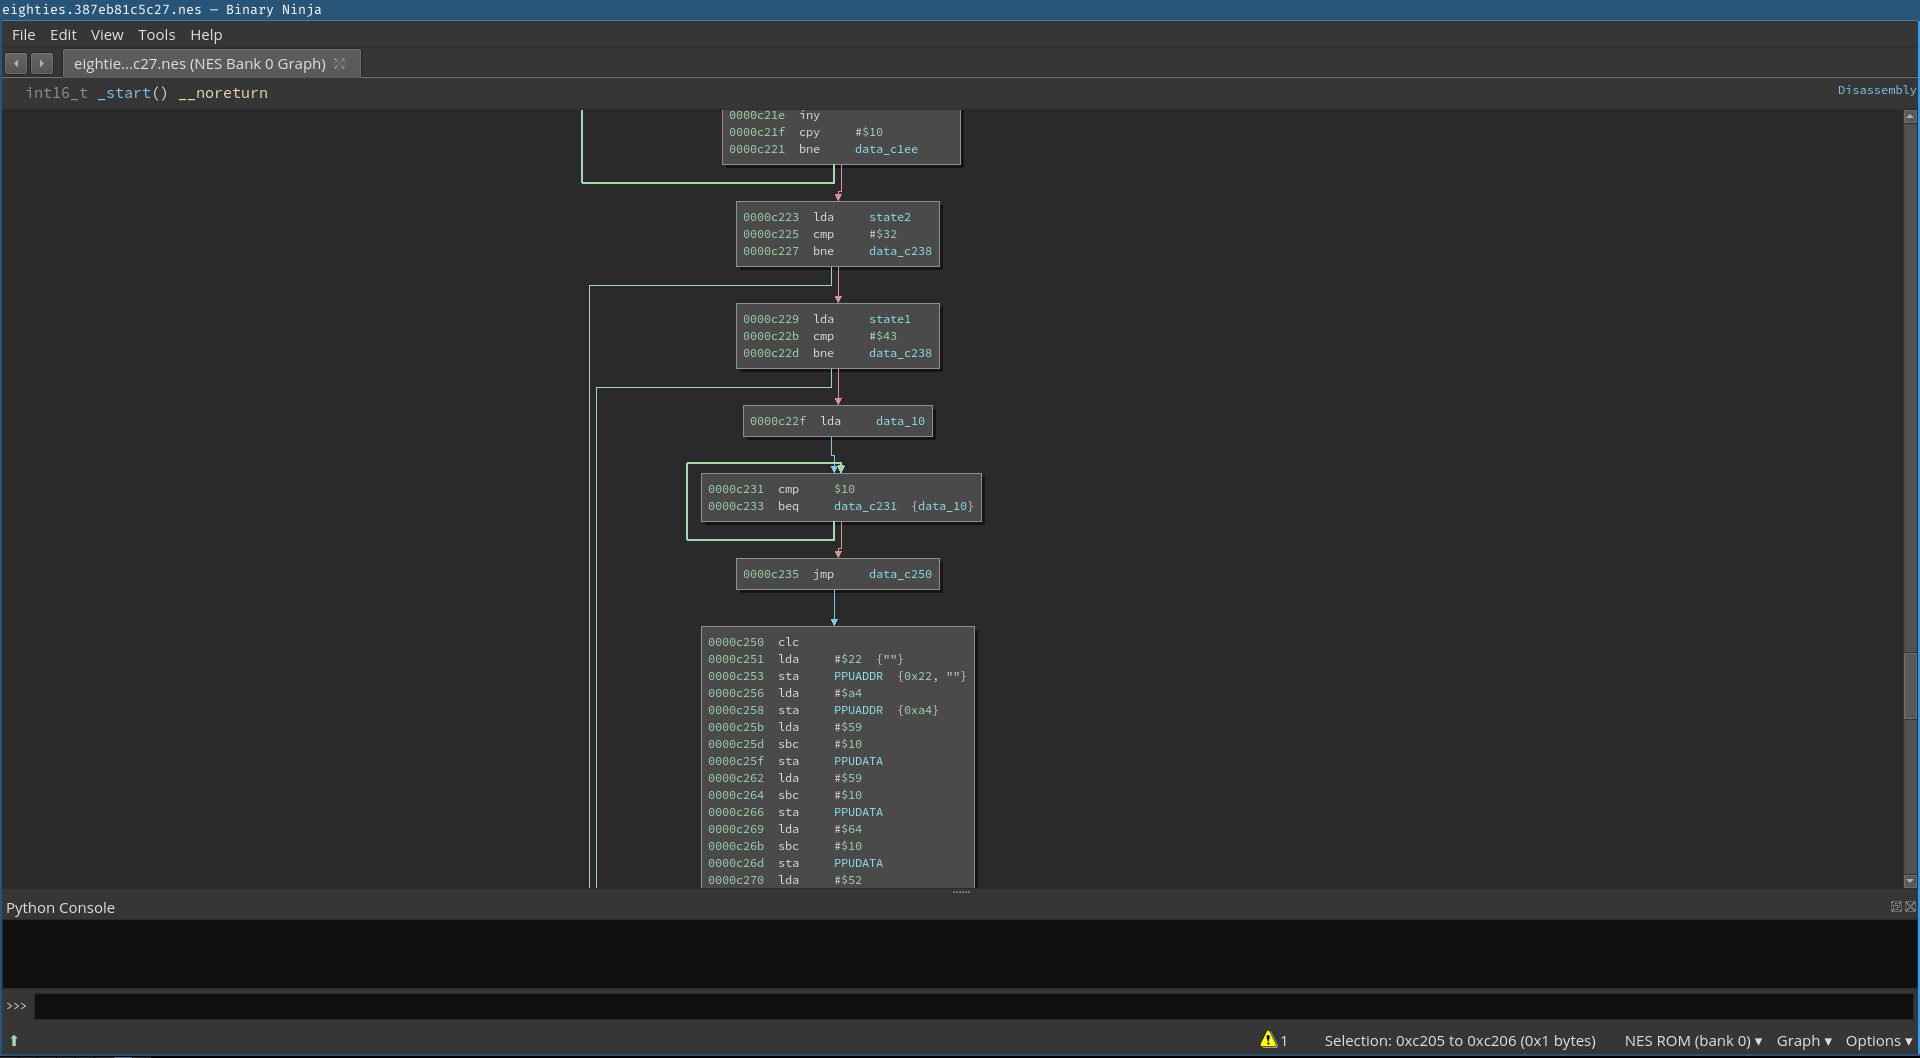 eighties.387eb81c5c27.nes — Binary Ninja
File Edit View Tools Help
eightie...c27.nes (NES Bank 0 Graph)
int16_t _start() __noreturn
Disassembly
0000c21e iny
0000c21f cpy #$10
0000c221 bne data_c1ee
0000c223 lda state2
0000c225 cmp #$32
0000c227 bne data_c238
0000c229 lda state1
0000c22b cmp #$43
0000c22d bne data_c238
0000c22f lda data_10
0000c231 cmp $10
0000c233 beq data_c231 {data_10}
0000c235 jmp data_c250
0000c250 clc
0000c251 lda #$22 {""}
0000c253 sta PPUADDR {0x22, ""}
0000c256 lda #$a4
0000c258 sta PPUADDR {0xa4}
0000c25b lda #$59
0000c25d sbc #$10
0000c25f sta PPUDATA
0000c262 lda #$59
0000c264 sbc #$10
0000c266 sta PPUDATA
0000c269 lda #$64
0000c26b sbc #$10
0000c26d sta PPUDATA
0000c270 lda #$52
Python Console
>>>
1 Selection: 0xc205 to 0xc206 (0x1 bytes) NES ROM (bank 0) ▾ Graph ▾ Options ▾